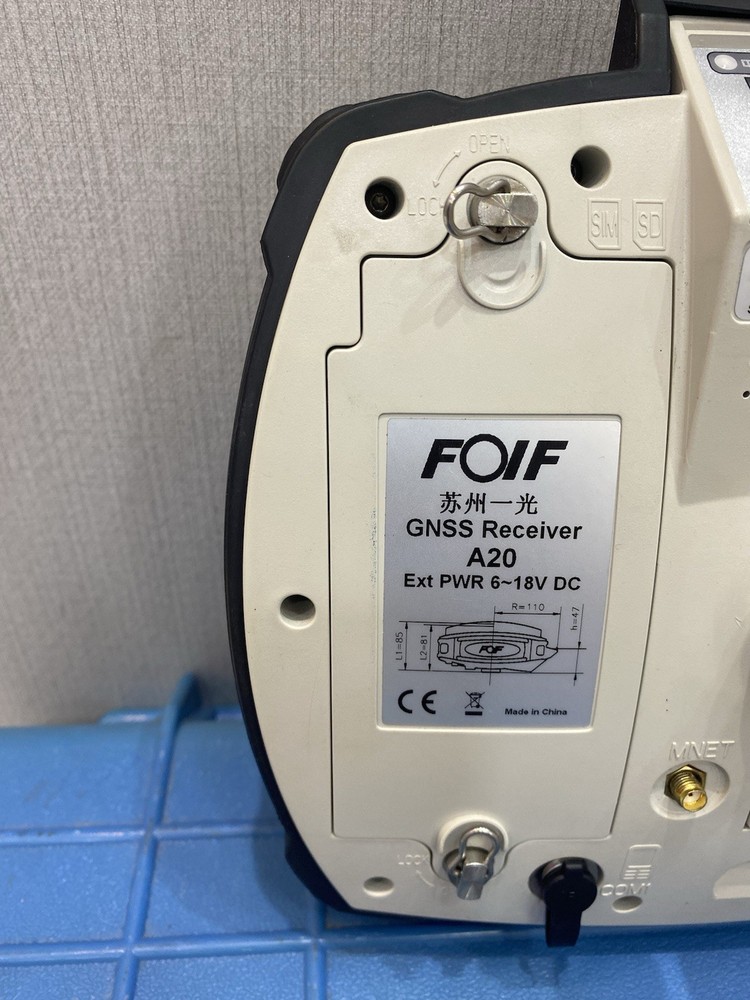 OPEN
LOCK
SIM SD
FOIF
苏州一光
GNSS Receiver
A20
Ext PWR 6~18V DC
R=110
h=47
L1=85
L2=81
FOIF
CE
Made in China
MNET
LOCK
COM1